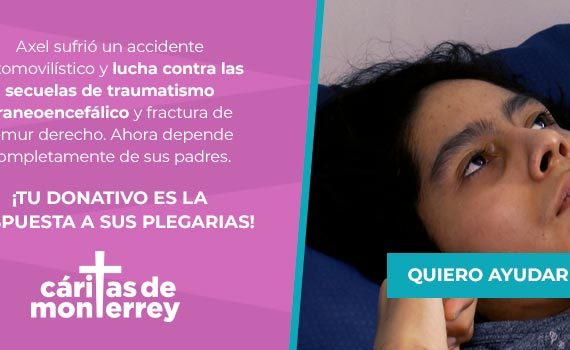 Axel sufrió un accidente
tomovilístico y lucha contra las
secuelas de traumatismo
raneoencefálico y fractura de
mur derecho. Ahora depende
ompletamente de sus padres.
¡TU DONATIVO ES LA
SPUESTA A SUS PLEGARIAS!
cáritas de
monterrey
QUIERO AYUDAR